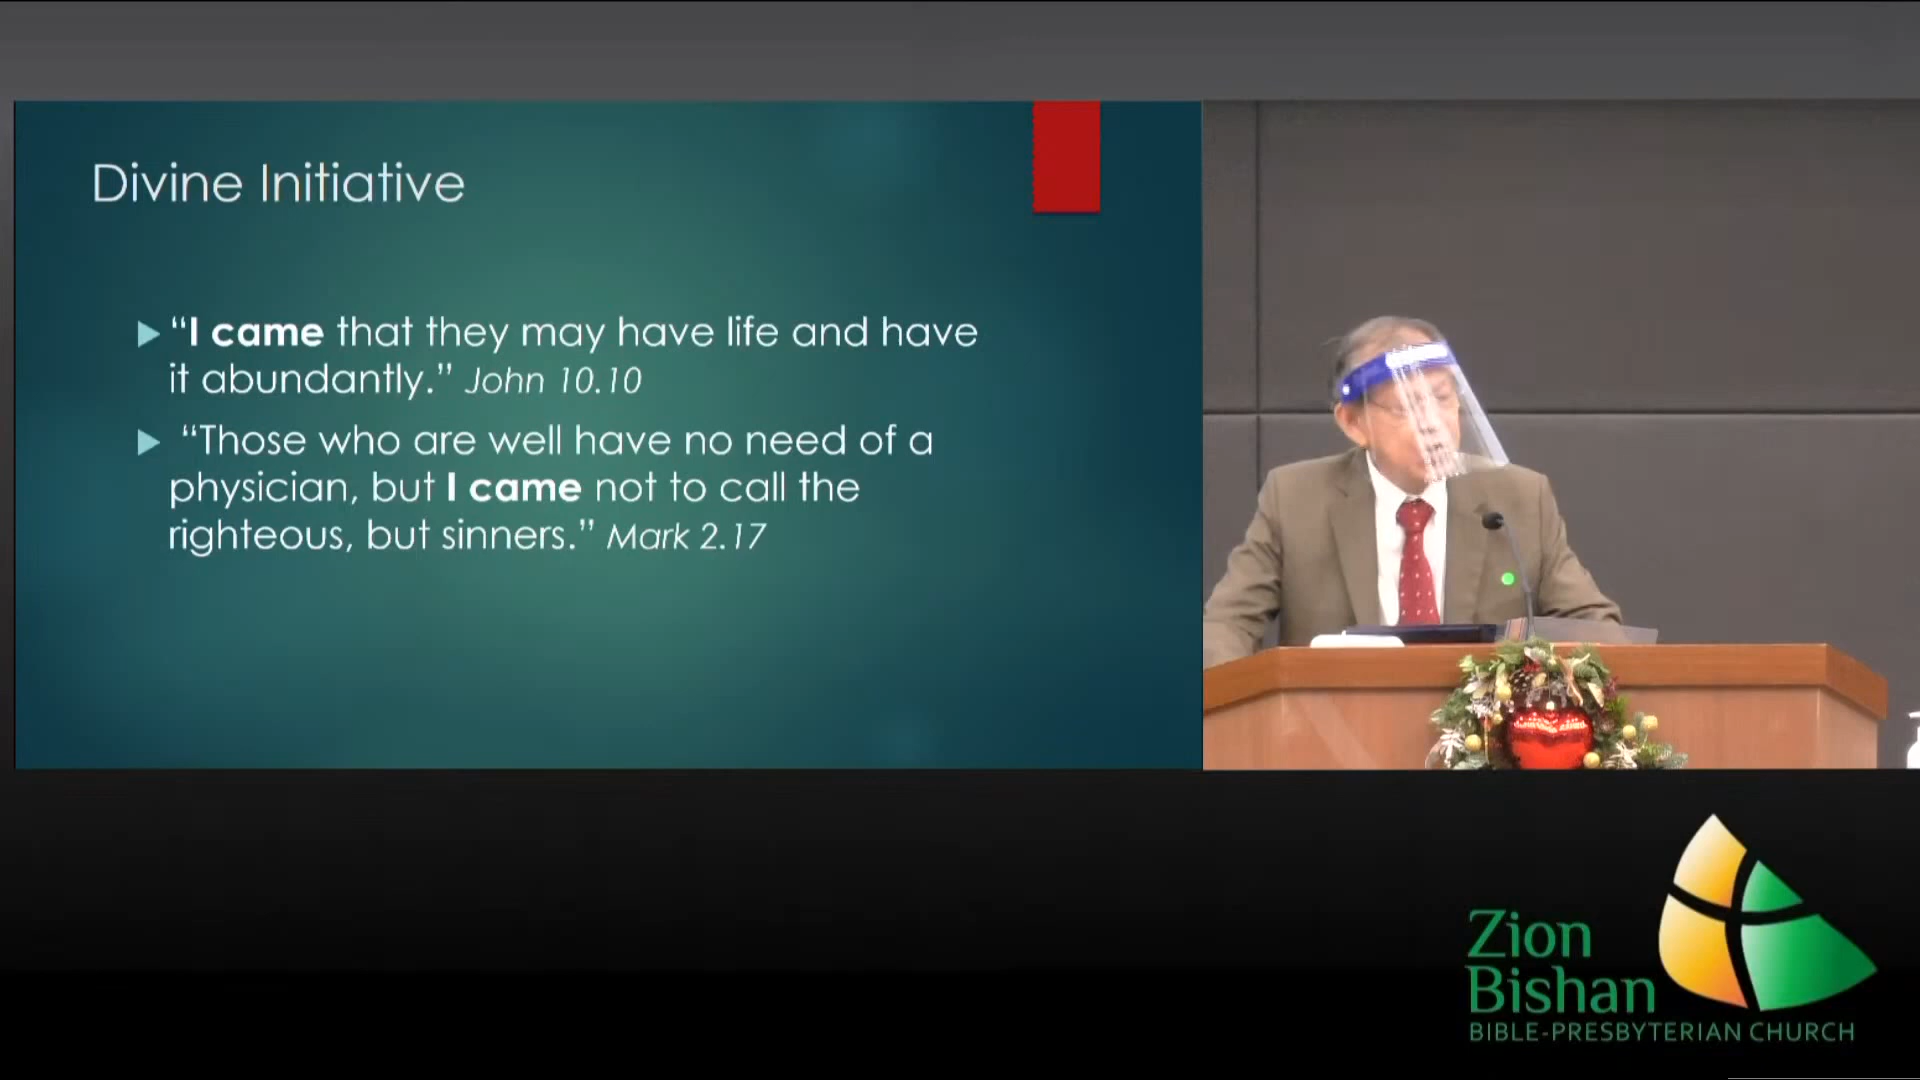 Divine Initiative
“I came that they may have life and have
it abundantly.” John 10.10
“Those who are well have no need of a
physician, but I came not to call the
righteous, but sinners.” Mark 2.17
Zion
Bishan
BIBLE-PRESBYTERIAN CHURCH